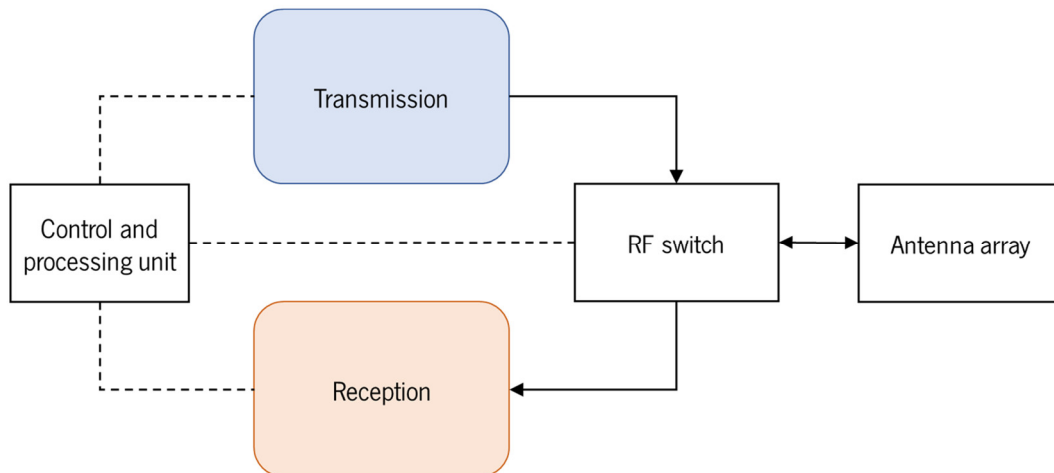 Transmission
Control and
processing unit
RF switch
Antenna array
Reception